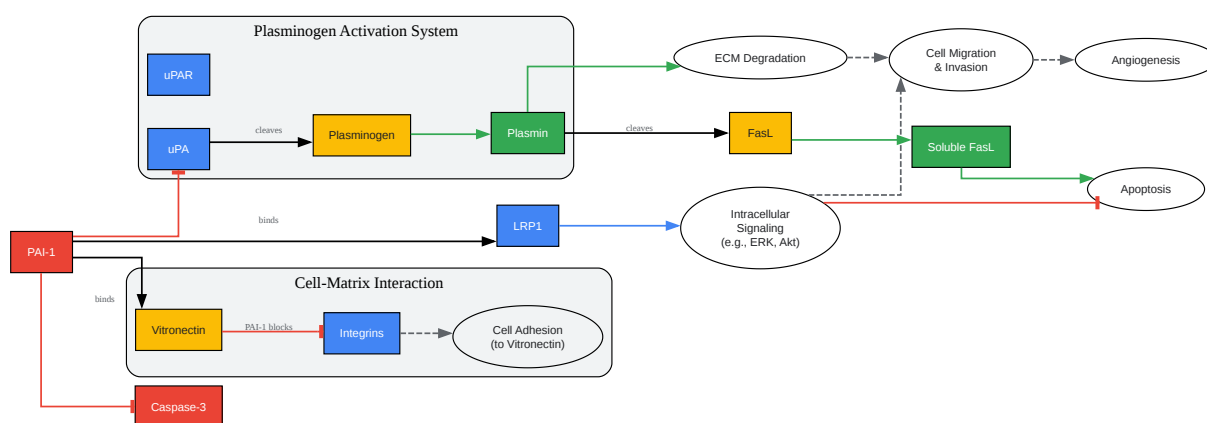 Plasminogen Activation System
uPAR
uPA
cleaves
Plasminogen
Plasmin
cleaves
ECM Degradation
Cell Migration
& Invasion
Angiogenesis
FasL
Soluble FasL
Apoptosis
PAI-1
binds
LRP1
Intracellular
Signaling
(e.g., ERK, Akt)
binds
Cell-Matrix Interaction
Vitronectin
PAI-1 blocks
Integrins
Cell Adhesion
(to Vitronectin)
Caspase-3